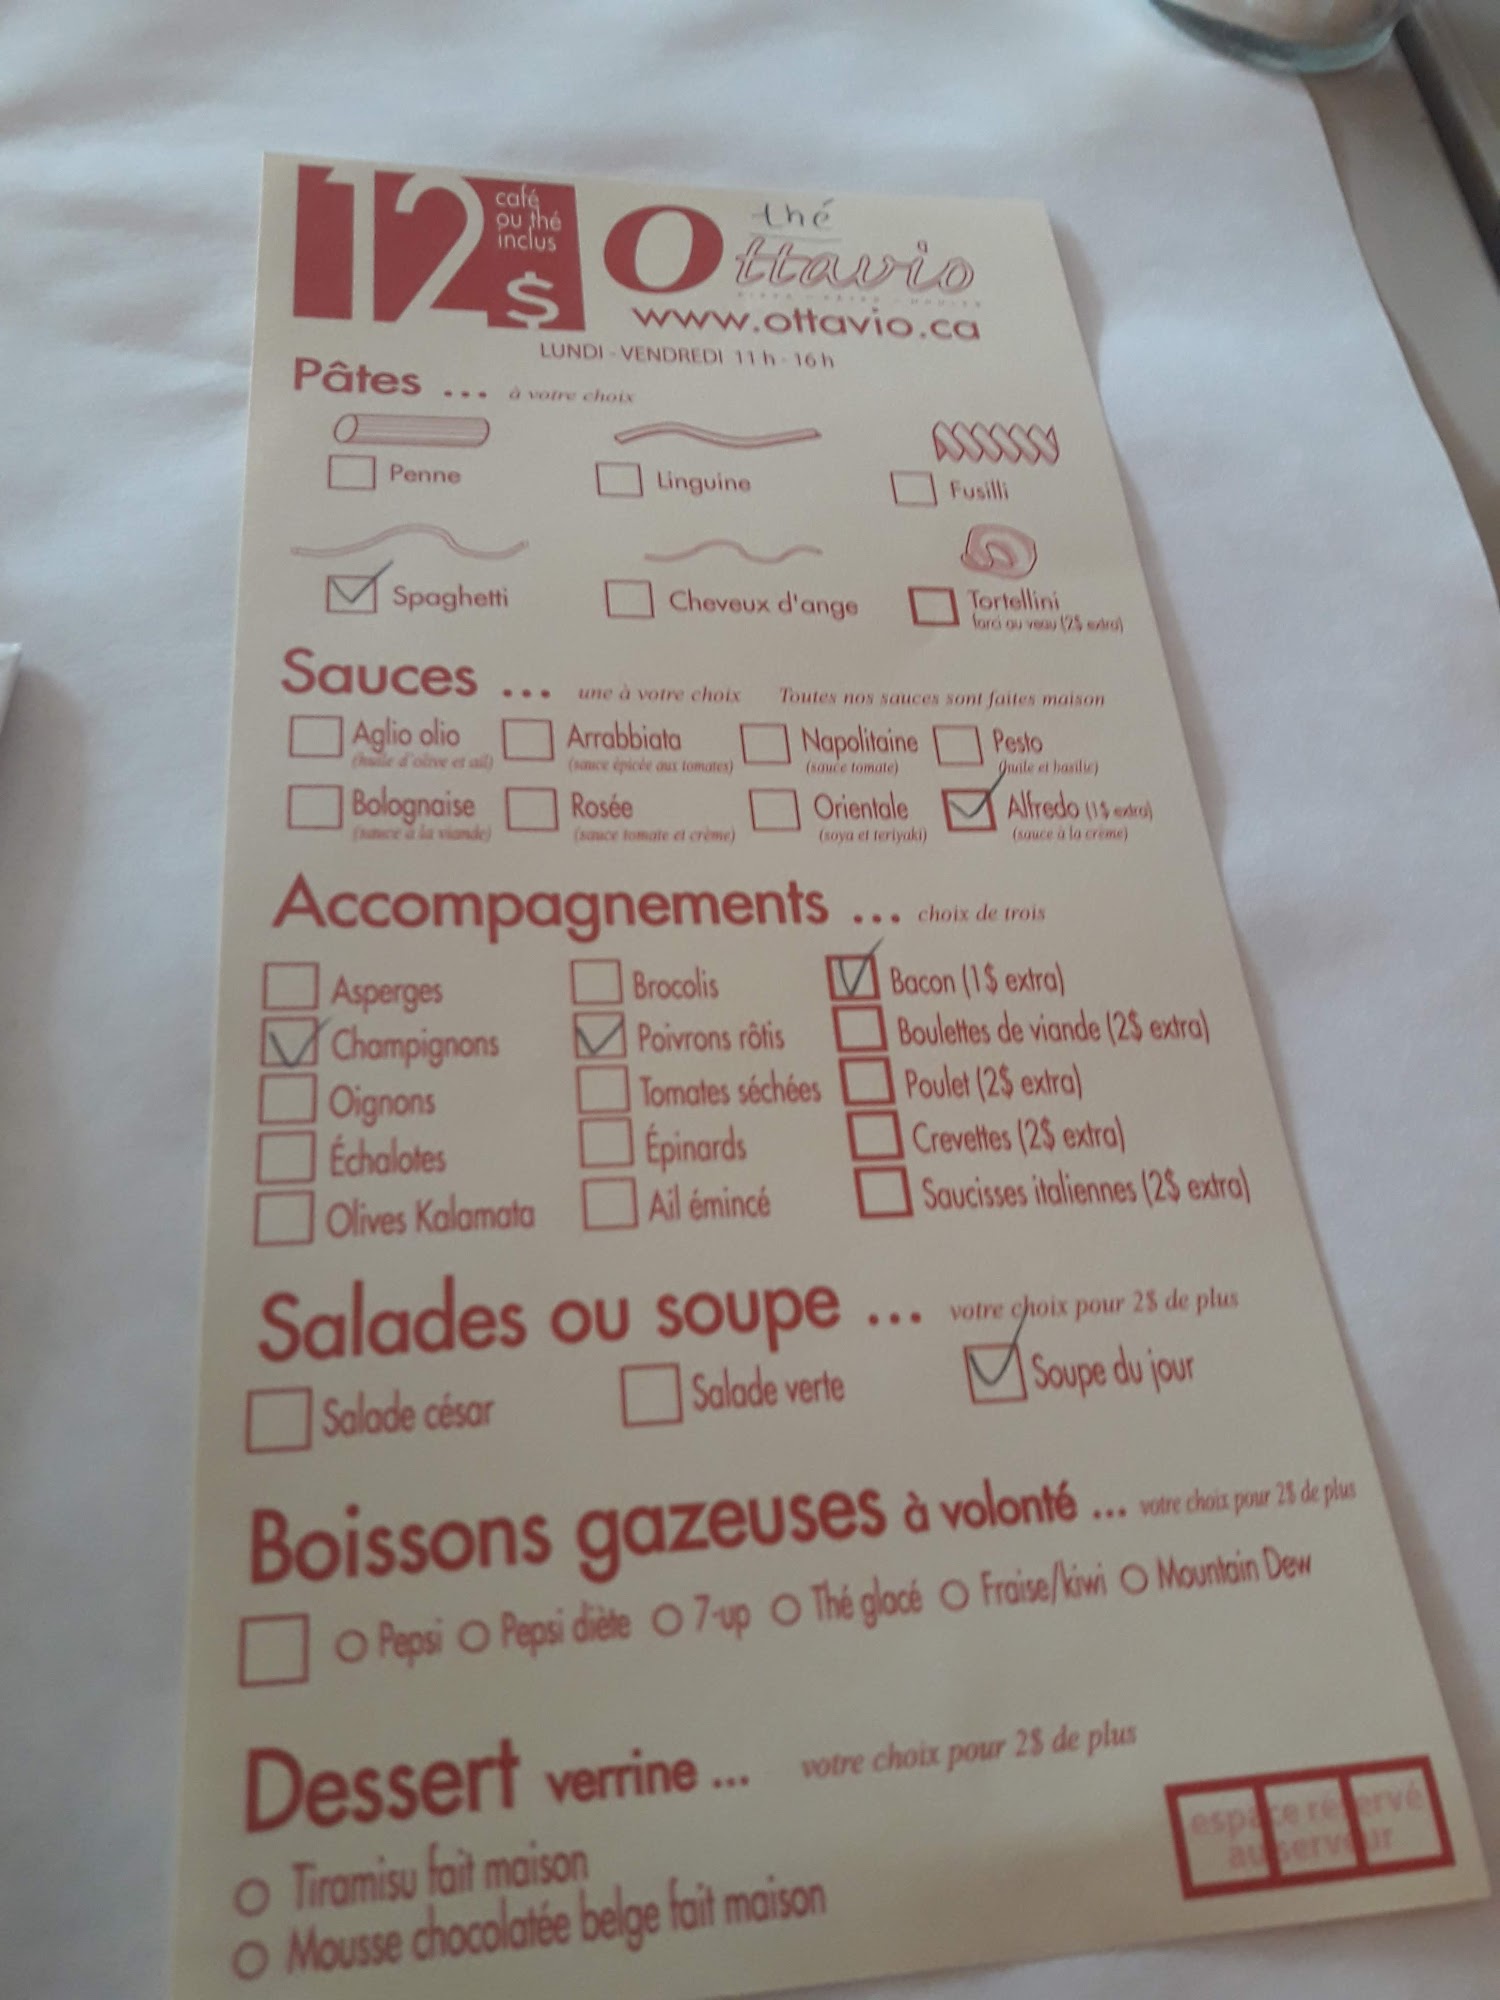 12$ café
ou thé
inclus
thé
Ottavio
www.ottavio.ca
LUNDI - VENDREDI 11 h - 16 h
Pâtes ... à votre choix
Penne Linguine Fusilli
Spaghetti Cheveux d'ange Tortellini
farci au veau (2$ extra)
Sauces ... une à votre choix Toutes nos sauces sont faites maison
Aglio olio Arrabbiata Napolitaine Pesto
(huile d'olive et ail) (sauce épicée aux tomates) (sauce tomate) (huile et basilic)
Bolognaise Rosée Orientale Alfredo (1$ extra)
(sauce à la viande) (sauce tomate et crème) (soya et teriyaki) (sauce à la crème)
Accompagnements ... choix de trois
Asperges Brocolis Bacon (1$ extra)
Champignons Poivrons rôtis Boulettes de viande (2$ extra)
Oignons Tomates séchées Poulet (2$ extra)
Échalotes Épinards Crevettes (2$ extra)
Olives Kalamata Ail émincé Saucisses italiennes (2$ extra)
Salades ou soupe ... votre choix pour 2$ de plus
Salade césar Salade verte Soupe du jour
Boissons gazeuses à volonté ... votre choix pour 2$ de plus
Pepsi Pepsi diète 7-up Thé glacé Fraise/kiwi Mountain Dew
Dessert verrine ... votre choix pour 2$ de plus
Tiramisu fait maison
Mousse chocolatée belge fait maison
espace réservé
au serveur